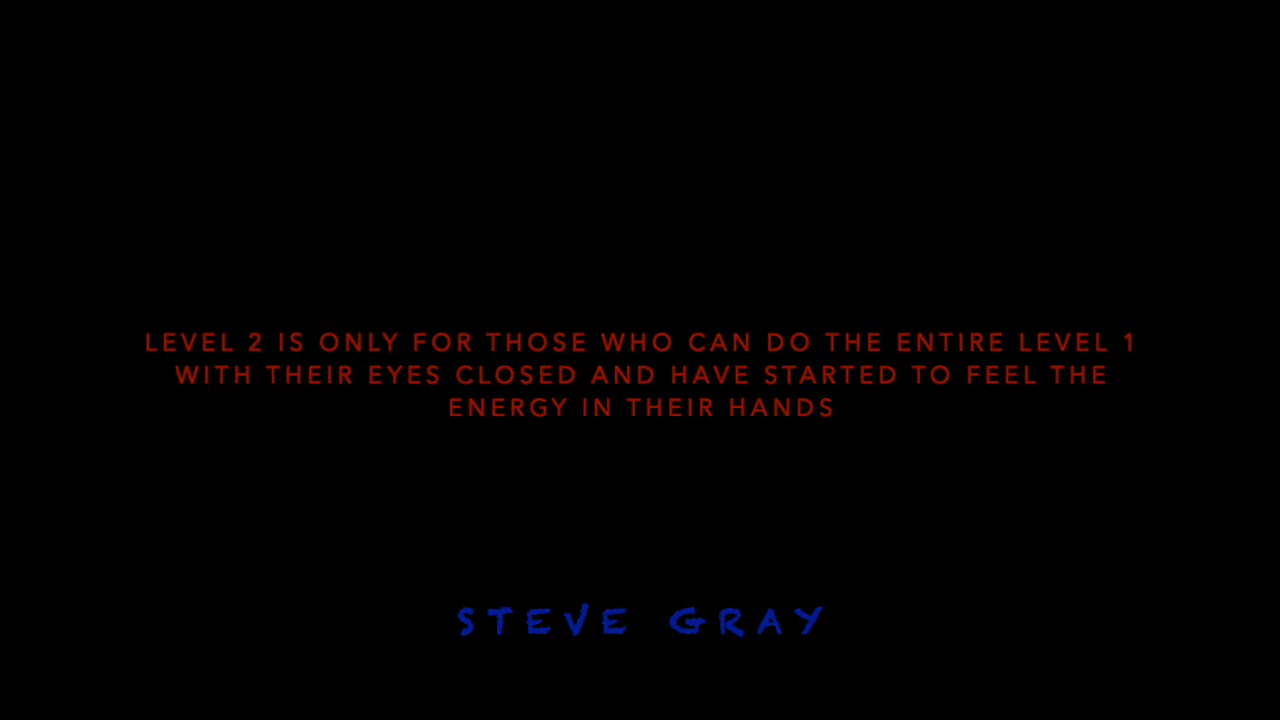 LEVEL 2 IS ONLY FOR THOSE WHO CAN DO THE ENTIRE LEVEL 1
WITH THEIR EYES CLOSED AND HAVE STARTED TO FEEL THE
ENERGY IN THEIR HANDS
STEVE GRAY